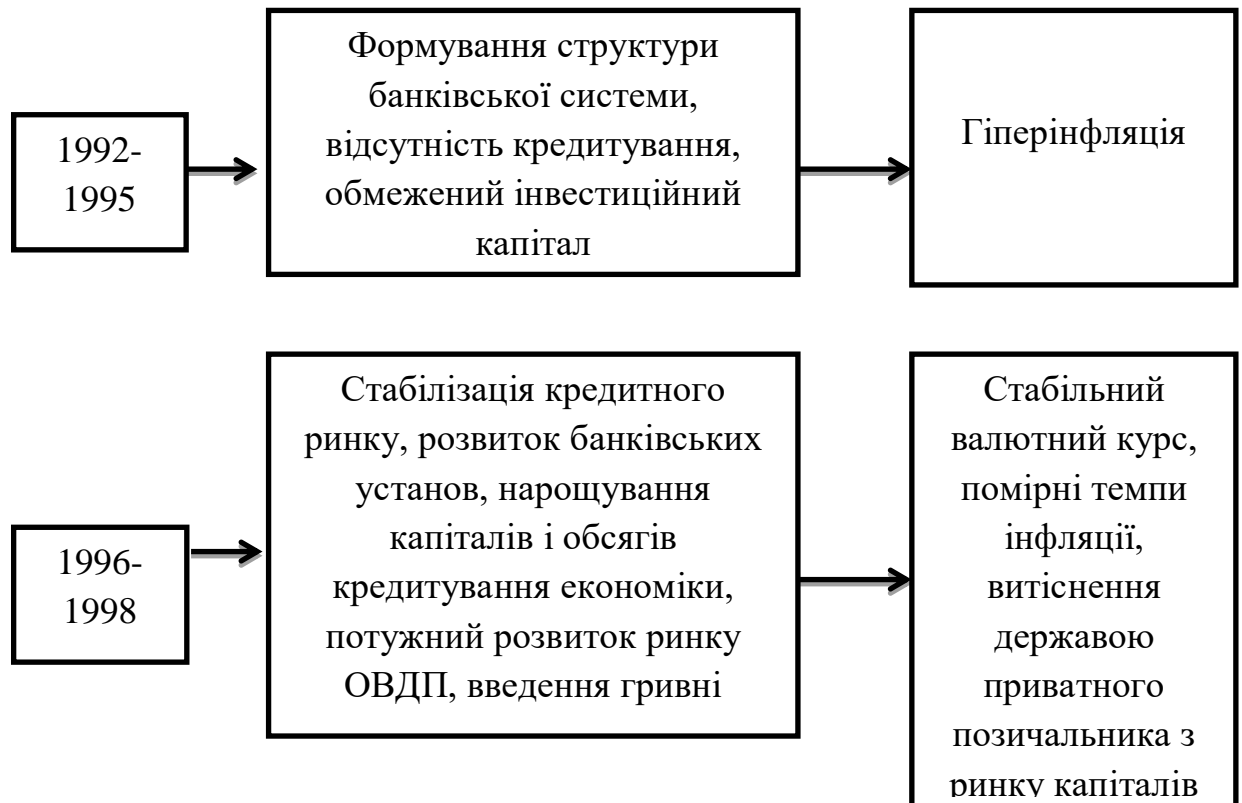 1992-
1995
Формування структури
банківської системи,
відсутність кредитування,
обмежений інвестиційний
капітал
Гіперінфляція
1996-
1998
Стабілізація кредитного
ринку, розвиток банківських
установ, нарощування
капіталів і обсягів
кредитування економіки,
потужний розвиток ринку
ОВДП, введення гривні
Стабільний
валютний курс,
помірні темпи
інфляції,
витіснення
державою
приватного
позичальника з
ринку капіталів